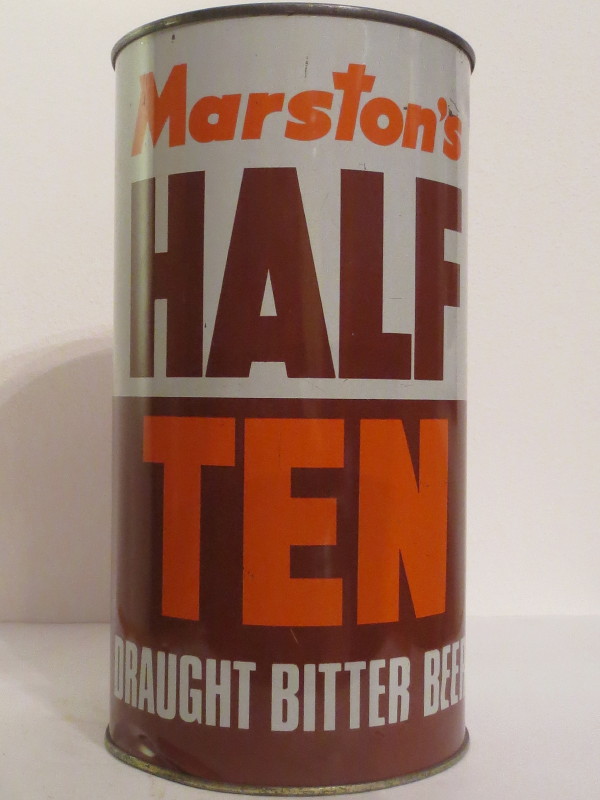 Marston's
HALF
TEN
DRAUGHT BITTER BEER